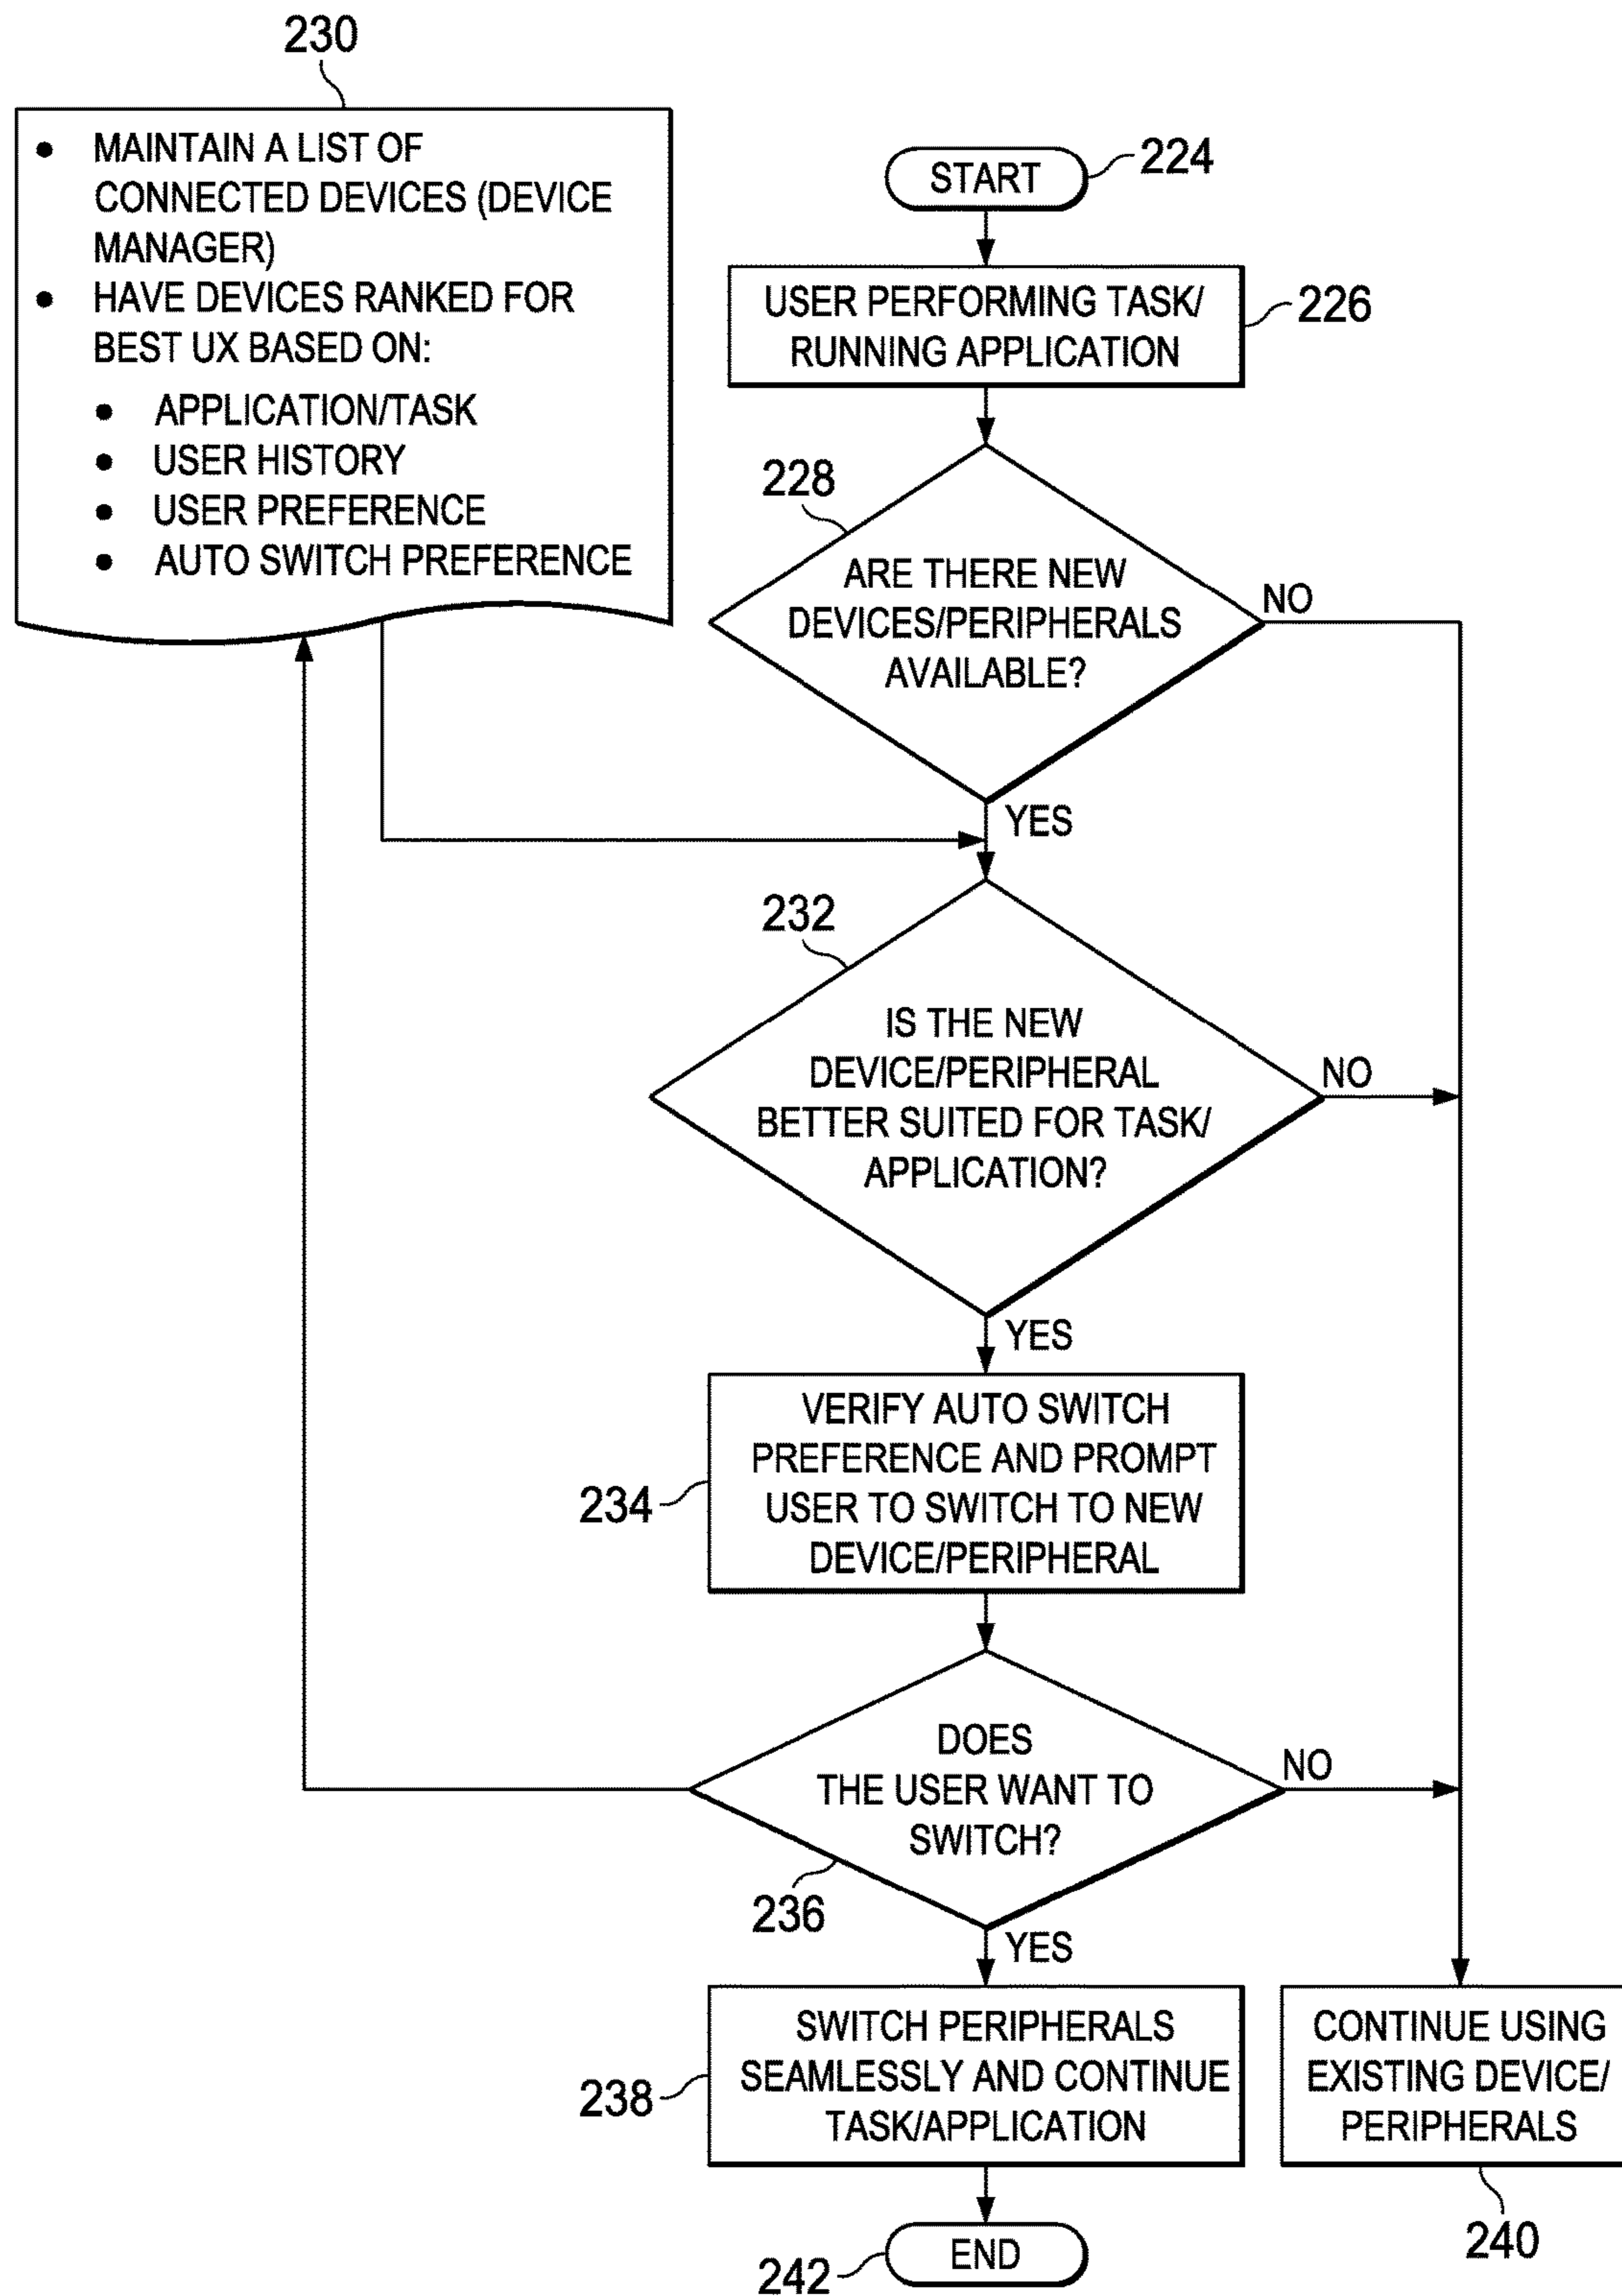 230
• MAINTAIN A LIST OF
CONNECTED DEVICES (DEVICE
MANAGER)
• HAVE DEVICES RANKED FOR
BEST UX BASED ON:
• APPLICATION/TASK
• USER HISTORY
• USER PREFERENCE
• AUTO SWITCH PREFERENCE
START
224
USER PERFORMING TASK/
RUNNING APPLICATION
226
228
ARE THERE NEW
DEVICES/PERIPHERALS
AVAILABLE?
NO
YES
232
IS THE NEW
DEVICE/PERIPHERAL
BETTER SUITED FOR TASK/
APPLICATION?
NO
YES
VERIFY AUTO SWITCH
PREFERENCE AND PROMPT
USER TO SWITCH TO NEW
DEVICE/PERIPHERAL
234
DOES
THE USER WANT TO
SWITCH?
NO
236
YES
SWITCH PERIPHERALS
SEAMLESSLY AND CONTINUE
TASK/APPLICATION
238
CONTINUE USING
EXISTING DEVICE/
PERIPHERALS
240
END
242